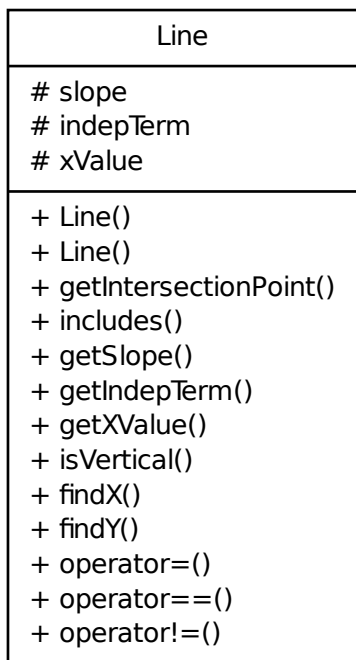 Line
# slope
# indepTerm
# xValue
+ Line()
+ Line()
+ getIntersectionPoint()
+ includes()
+ getSlope()
+ getIndepTerm()
+ getXValue()
+ isVertical()
+ findX()
+ findY()
+ operator=()
+ operator==()
+ operator!=()